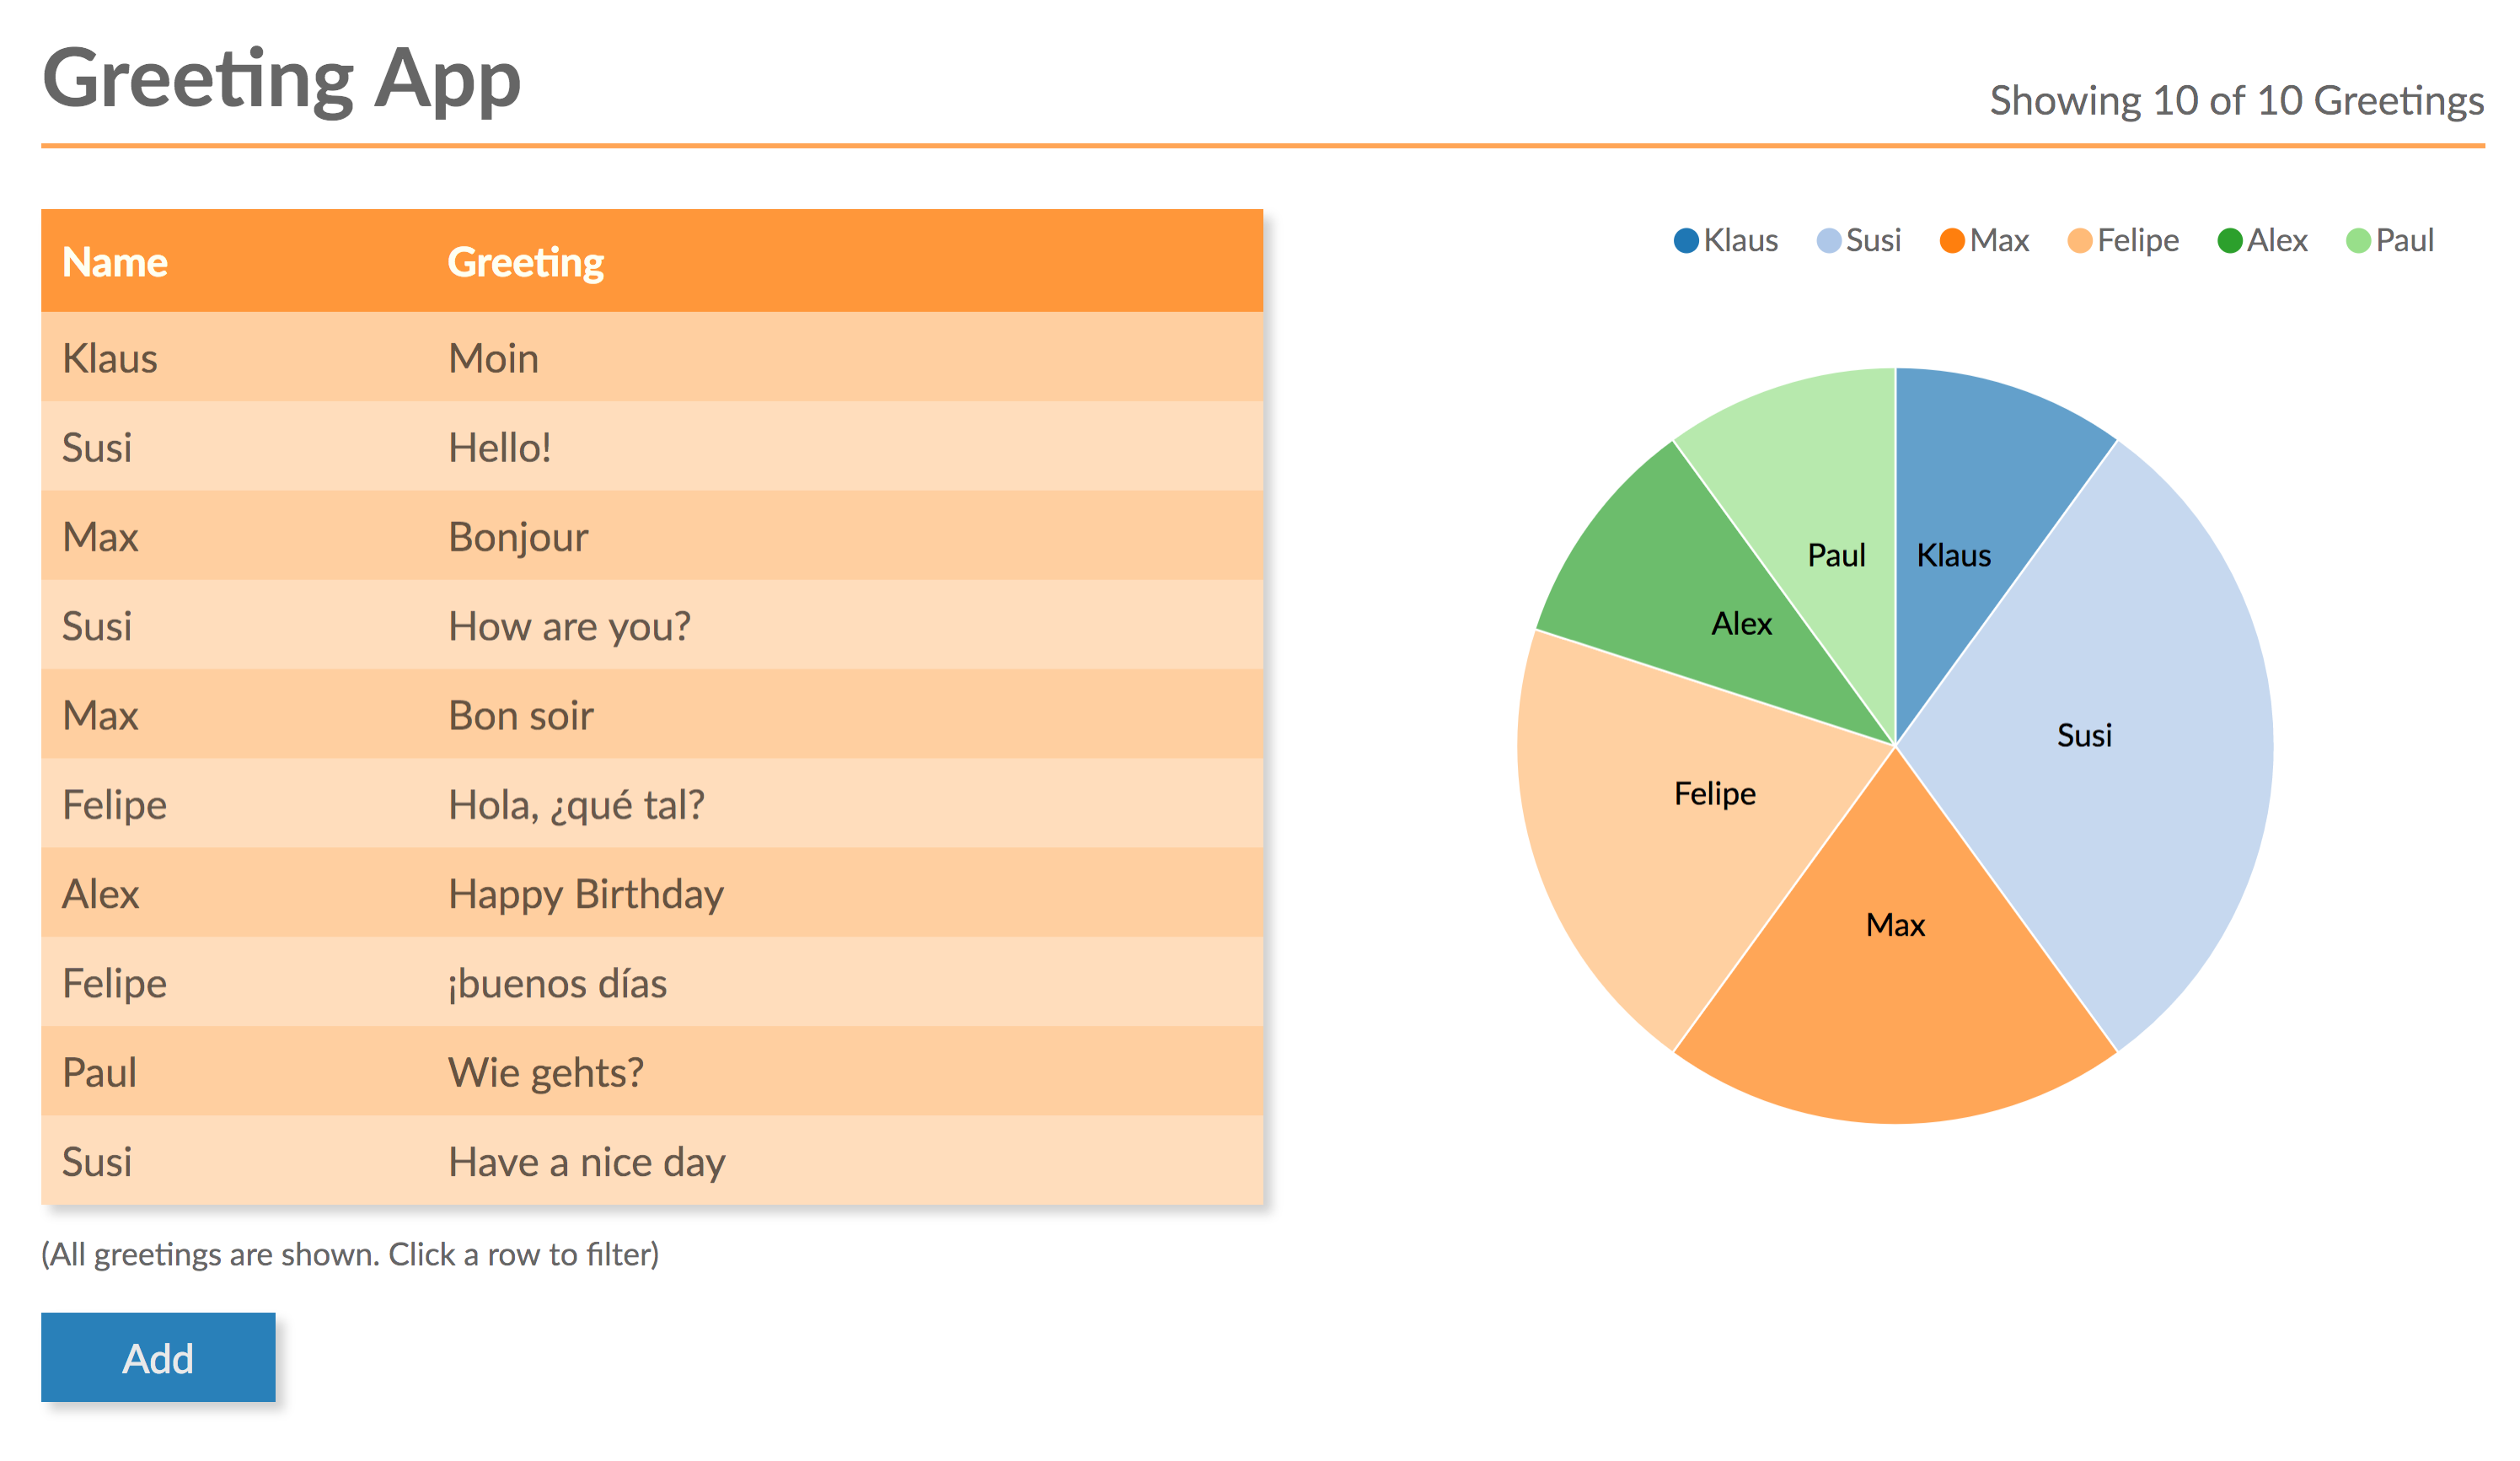 Greeting App
Showing 10 of 10 Greetings
Name Greeting
Klaus Moin
Susi Hello!
Max Bonjour
Susi How are you?
Max Bon soir
Felipe Hola, ¿qué tal?
Alex Happy Birthday
Felipe ¡buenos días
Paul Wie gehts?
Susi Have a nice day
(All greetings are shown. Click a row to filter)
Add
Klaus Susi Max Felipe Alex Paul
Paul Klaus
Alex
Susi
Felipe
Max